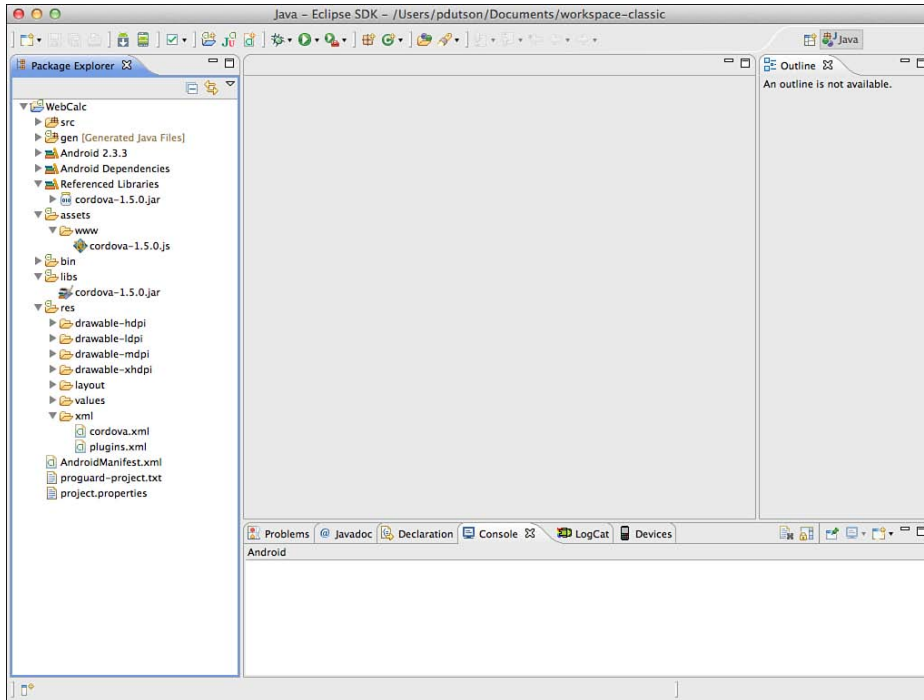 Java – Eclipse SDK – /Users/pdutson/Documents/workspace-classic
Java
Package Explorer
WebCalc
src
gen [Generated Java Files]
Android 2.3.3
Android Dependencies
Referenced Libraries
cordova-1.5.0.jar
assets
www
cordova-1.5.0.js
bin
libs
cordova-1.5.0.jar
res
drawable-hdpi
drawable-ldpi
drawable-mdpi
drawable-xhdpi
layout
values
xml
cordova.xml
plugins.xml
AndroidManifest.xml
proguard-project.txt
project.properties
Outline
An outline is not available.
Problems @ Javadoc Declaration Console LogCat Devices
Android